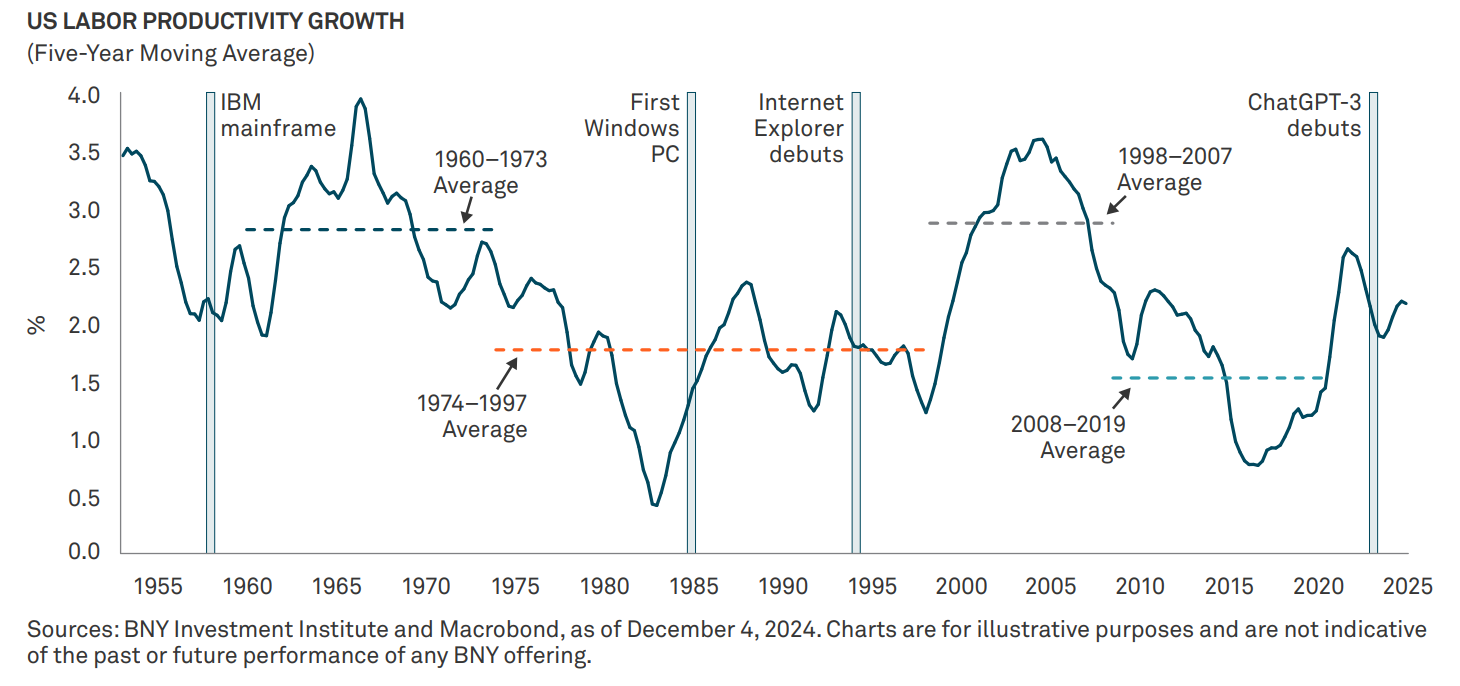 US LABOR PRODUCTIVITY GROWTH
(Five-Year Moving Average)
4.0
3.5
3.0
2.5
2.0
1.5
1.0
0.5
0.0
%
IBM
mainframe
1960–1973
Average
First
Windows
PC
Internet
Explorer
debuts
1998–2007
Average
ChatGPT-3
debuts
1974–1997
Average
2008–2019
Average
1955 1960 1965 1970 1975 1980 1985 1990 1995 2000 2005 2010 2015 2020 2025
Sources: BNY Investment Institute and Macrobond, as of December 4, 2024. Charts are for illustrative purposes and are not indicative
of the past or future performance of any BNY offering.